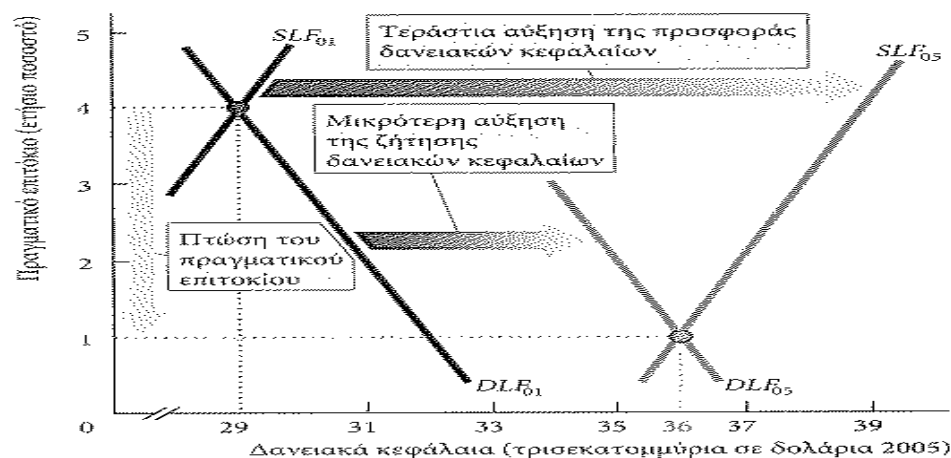 Πραγματικό επιτόκιο (ετήσιο ποσοστό)
5
4
3
2
1
0
SLF01
Τεράστια αύξηση της προσφοράς
δανειακών κεφαλαίων
SLF05
Μικρότερη αύξηση
της ζήτησης
δανειακών κεφαλαίων
Πτώση του
πραγματικού
επιτοκίου
DLF01
DLF05
29
31
33
35
36
37
39
Δανειακά κεφάλαια (τρισεκατομμύρια σε δολάρια 2005)